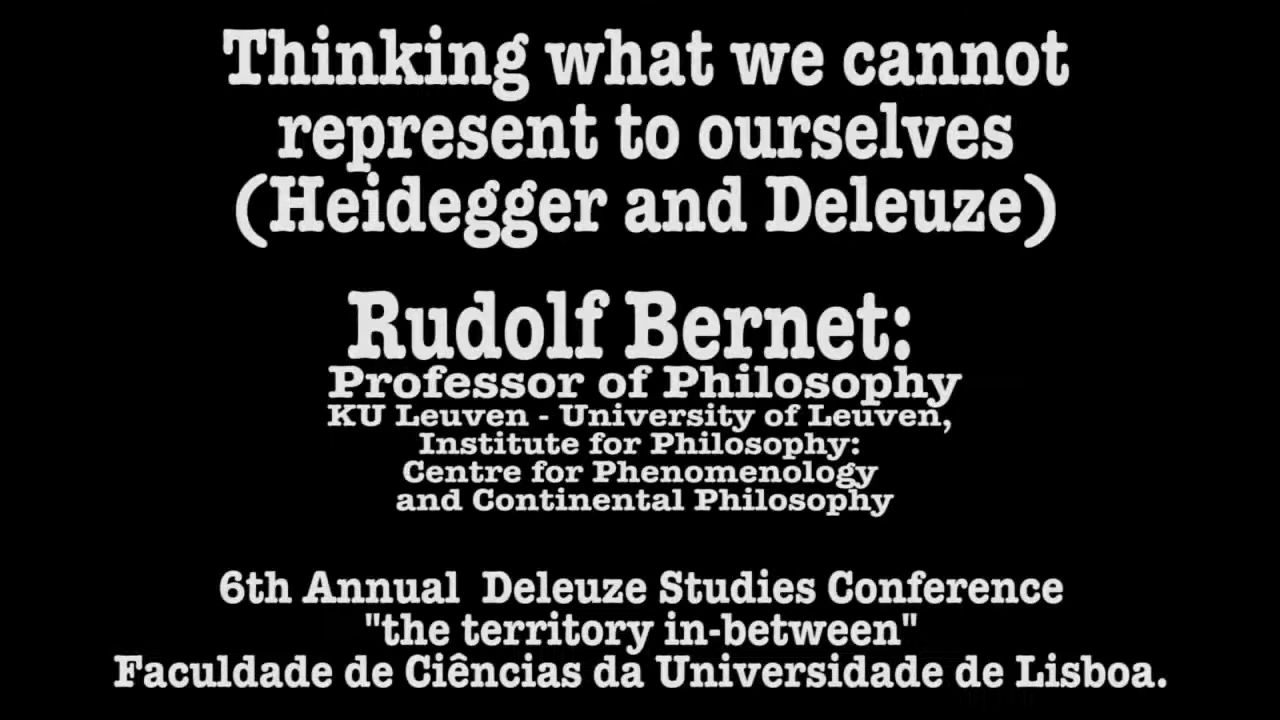 Thinking what we cannot
represent to ourselves
(Heidegger and Deleuze)
Rudolf Bernet:
Professor of Philosophy
KU Leuven - University of Leuven,
Institute for Philosophy:
Centre for Phenomenology
and Continental Philosophy
6th Annual  Deleuze Studies Conference
"the territory in-between"
Faculdade de Ciências da Universidade de Lisboa.